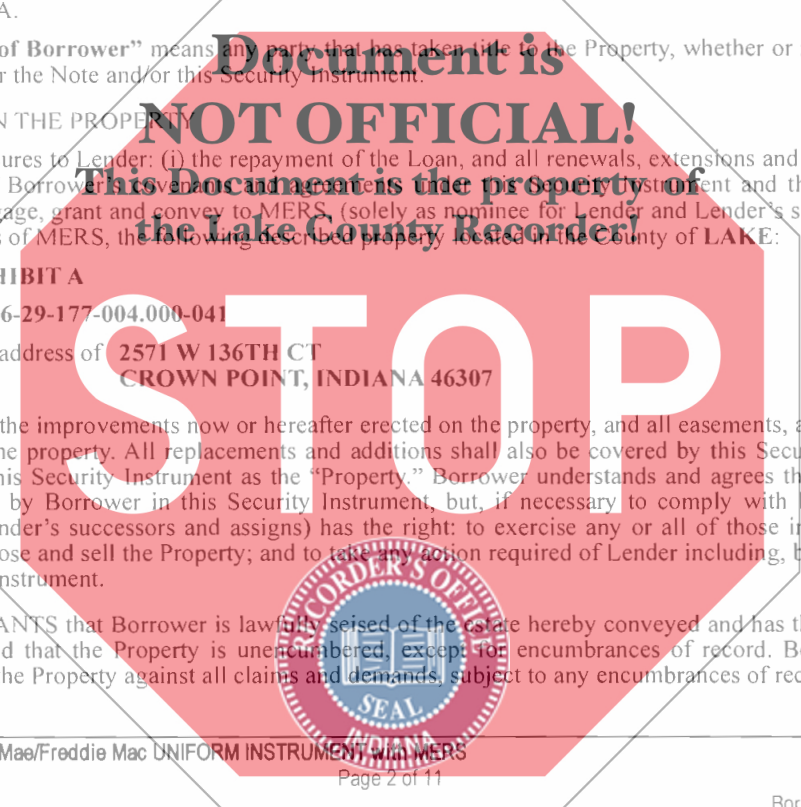 A.
of Borrower” means any party that has taken title to the Property, whether or
r the Note and/or this Security Instrument.
Document is
NOT OFFICIAL!
This Document is the property of
the Lake County Recorder!
N THE PROPERTY
ures to Lender: (i) the repayment of the Loan, and all renewals, extensions and
Borrower's covenants and agreements under this Security Instrument and th
gage, grant and convey to MERS, (solely as nominee for Lender and Lender’s s
s of MERS, the following described property located in the County of LAKE:
HIBIT A
6-29-177-004.000-041
address of 2571 W 136TH CT
CROWN POINT, INDIANA 46307
STOP
the improvements now or hereafter erected on the property, and all easements, a
he property. All replacements and additions shall also be covered by this Secu
his Security Instrument as the “Property.” Borrower understands and agrees th
by Borrower in this Security Instrument, but, if necessary to comply with l
nder’s successors and assigns) has the right: to exercise any or all of those in
ose and sell the Property; and to take any action required of Lender including, b
nstrument.
ANTS that Borrower is lawfully seised of the estate hereby conveyed and has th
d that the Property is unencumbered, except for encumbrances of record. Bo
he Property against all claims and demands, subject to any encumbrances of rec
RECORDER'S OFFICE
SEAL
INDIANA
Mae/Freddie Mac UNIFORM INSTRUMENT with MERS
Page 2 of 11
Bor